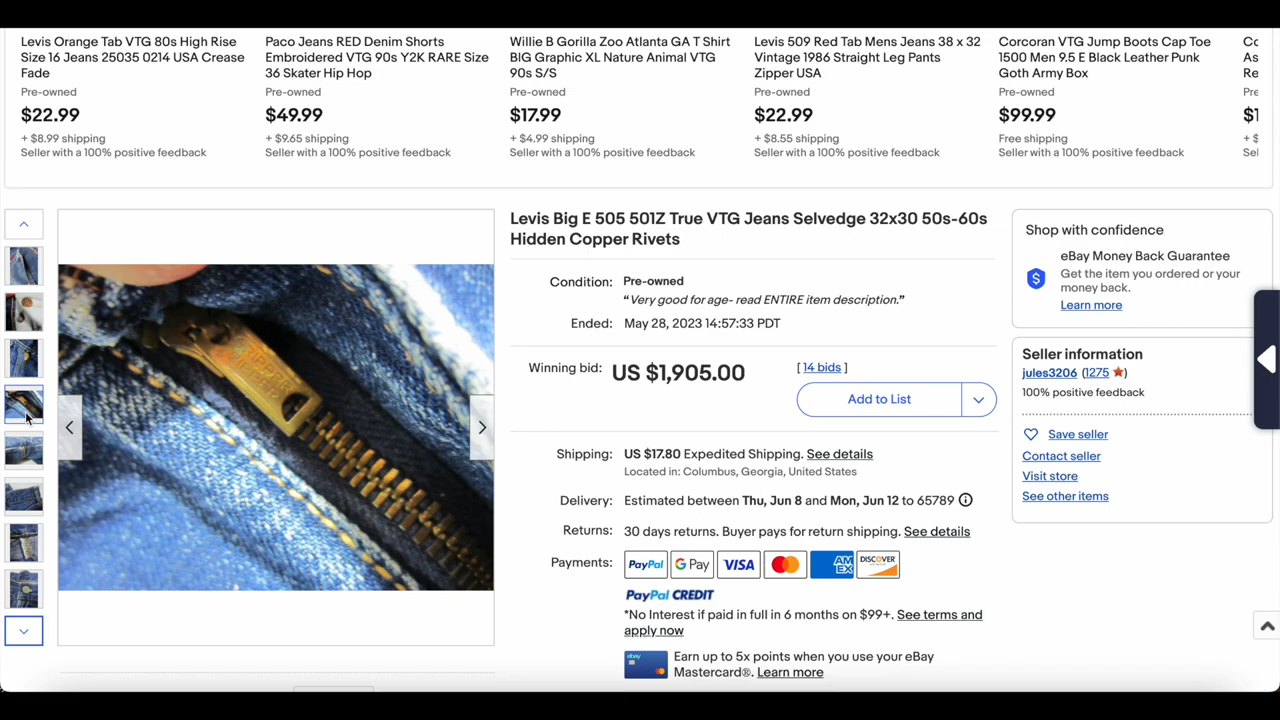 Levis Orange Tab VTG 80s High Rise
Size 16 Jeans 25035 0214 USA Crease
Fade
Pre-owned
$22.99
+ $8.99 shipping
Seller with a 100% positive feedback
Paco Jeans RED Denim Shorts
Embroidered VTG 90s Y2K RARE Size
36 Skater Hip Hop
Pre-owned
$49.99
+ $9.65 shipping
Seller with a 100% positive feedback
Willie B Gorilla Zoo Atlanta GA T Shirt
BIG Graphic XL Nature Animal VTG
90s S/S
Pre-owned
$17.99
+ $4.99 shipping
Seller with a 100% positive feedback
Levis 509 Red Tab Mens Jeans 38 x 32
Vintage 1986 Straight Leg Pants
Zipper USA
Pre-owned
$22.99
+ $8.55 shipping
Seller with a 100% positive feedback
Corcoran VTG Jump Boots Cap Toe
1500 Men 9.5 E Black Leather Punk
Goth Army Box
Pre-owned
$99.99
Free shipping
Seller with a 100% positive feedback
Levis Big E 505 501Z True VTG Jeans Selvedge 32x30 50s-60s
Hidden Copper Rivets
Condition: Pre-owned
“Very good for age- read ENTIRE item description.”
Ended: May 28, 2023 14:57:33 PDT
Winning bid: US $1,905.00 [ 14 bids ]
Add to List
Shipping: US $17.80 Expedited Shipping. See details
Located in: Columbus, Georgia, United States
Delivery: Estimated between Thu, Jun 8 and Mon, Jun 12 to 65789
Returns: 30 days returns. Buyer pays for return shipping. See details
Payments: PayPal G Pay VISA AM EX DISCOVER
PayPal CREDIT
*No Interest if paid in full in 6 months on $99+. See terms and
apply now
ebay
Earn up to 5x points when you use your eBay
Mastercard®. Learn more
Shop with confidence
eBay Money Back Guarantee
Get the item you ordered or your
money back.
Learn more
Seller information
jules3206 (1275)
100% positive feedback
Save seller
Contact seller
Visit store
See other items